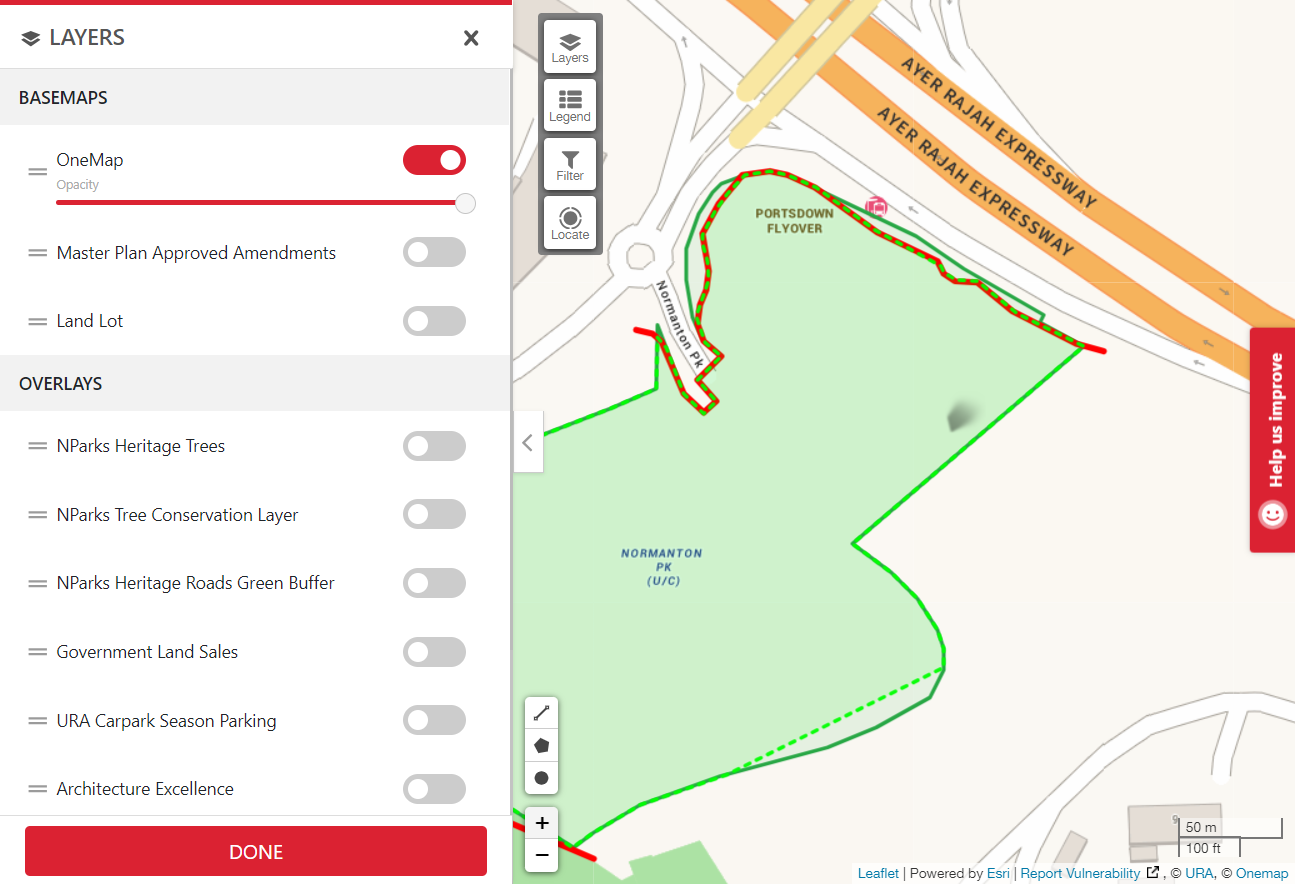 LAYERS
BASEMAPS
OneMap
Opacity
Master Plan Approved Amendments
Land Lot
OVERLAYS
NParks Heritage Trees
NParks Tree Conservation Layer
NParks Heritage Roads Green Buffer
Government Land Sales
URA Carpark Season Parking
Architecture Excellence
DONE
Layers
Legend
Filter
Locate
AYER RAJAH EXPRESSWAY
AYER RAJAH EXPRESSWAY
PORTSDOWN
FLYOVER
Normanton Pk
NORMANTON
PK
(U/C)
Help us improve
+
−
9
50 m
100 ft
Leaflet | Powered by Esri | Report Vulnerability , © URA, © Onemap